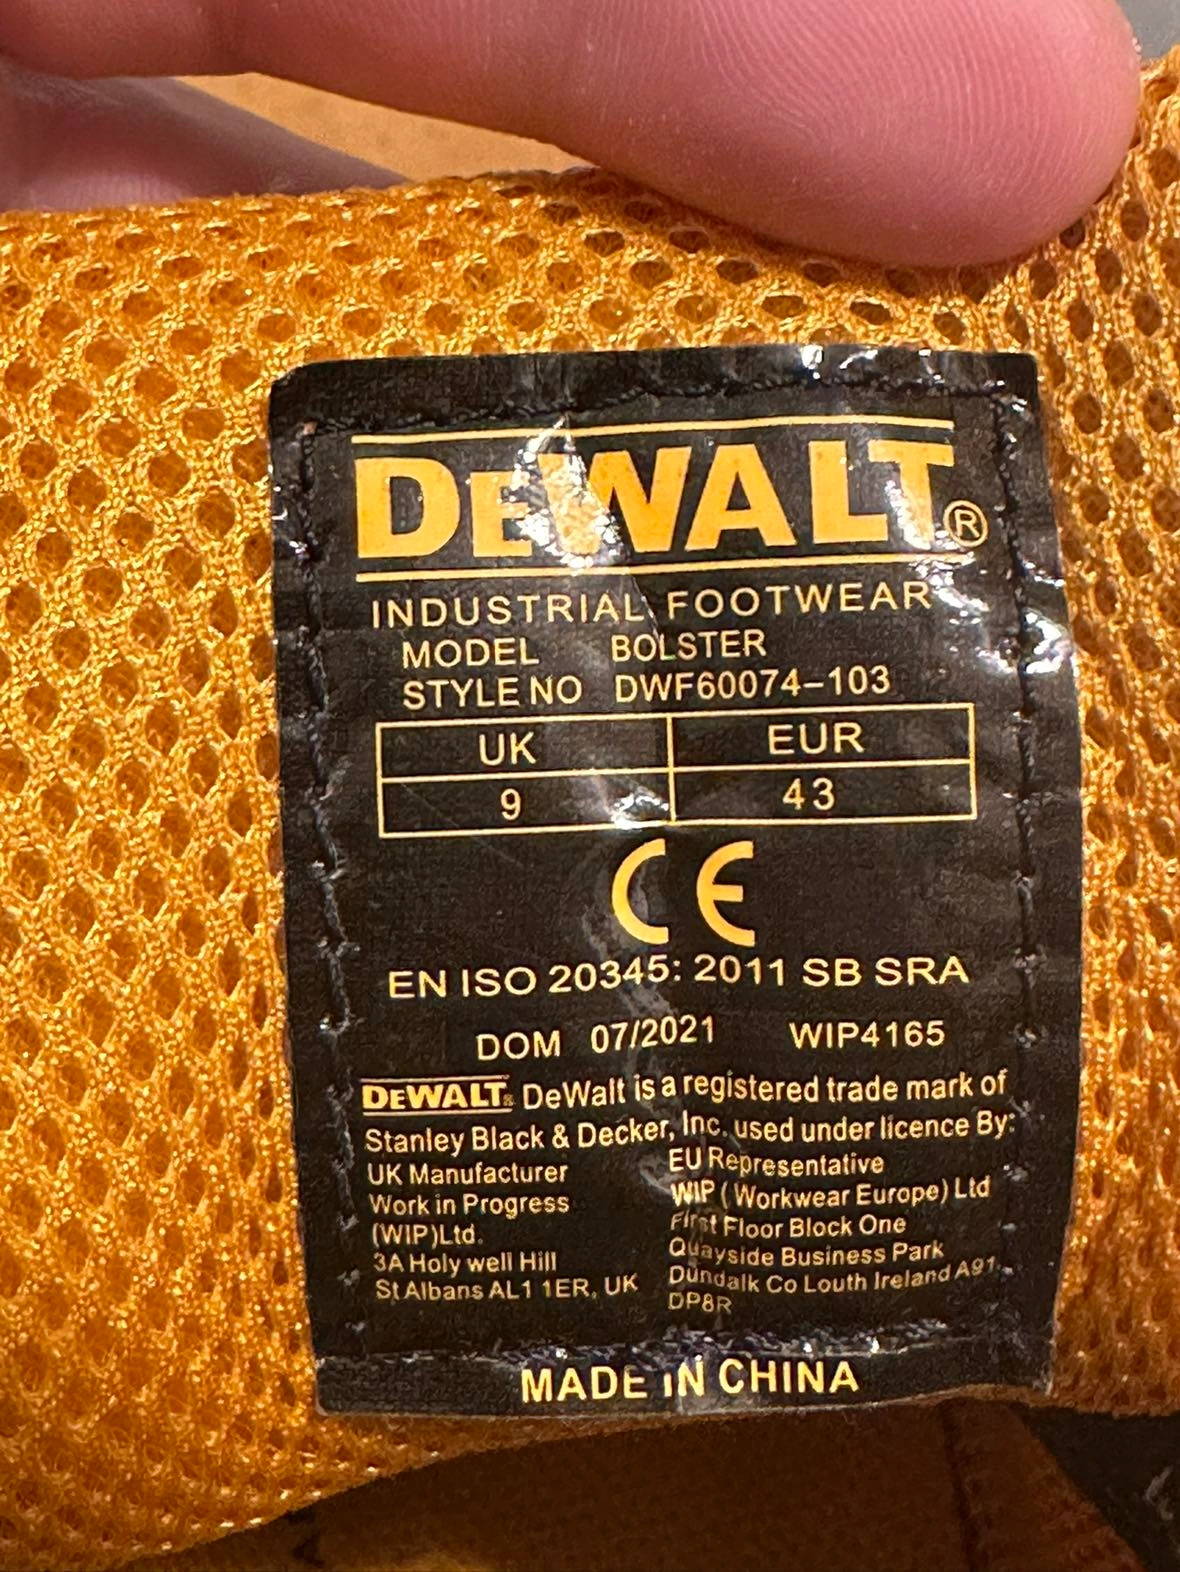 DEWALT®
INDUSTRIAL FOOTWEAR
MODEL BOLSTER
STYLE NO DWF60074-103
UK EUR
9 43
CE
EN ISO 20345: 2011 SB SRA
DOM 07/2021 WIP4165
DEWALT® DeWalt is a registered trade mark of
Stanley Black & Decker, Inc. used under licence By:
UK Manufacturer
Work in Progress
(WIP)Ltd.
3A Holywell Hill
St Albans AL1 1ER, UK
EU Representative
WIP (Workwear Europe) Ltd
First Floor Block One
Quayside Business Park
Dundalk Co Louth Ireland A91
DP8R
MADE IN CHINA